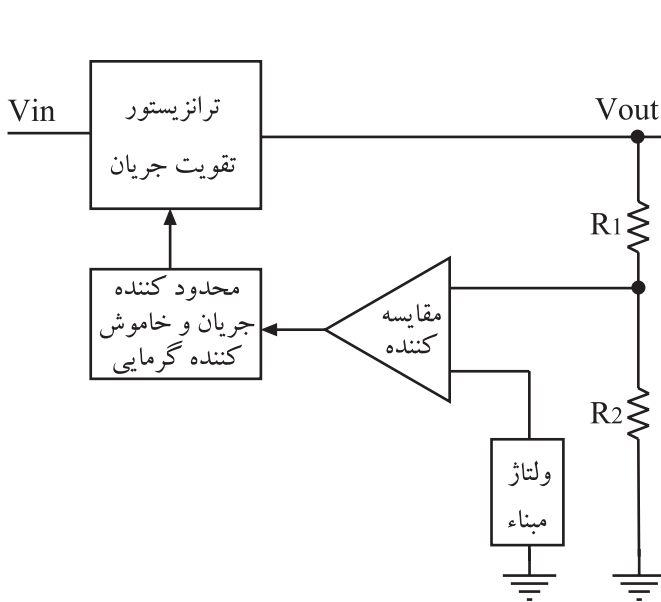 Vin
ترانزیستور
تقویت جریان
Vout
R1
محدود کننده
جریان و خاموش
کننده گرمایی
مقایسه
کننده
R2
ولتاژ
مبناء